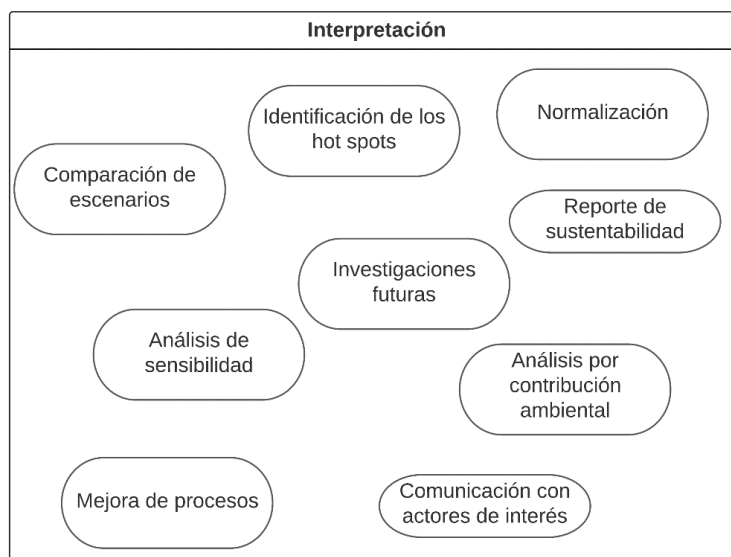 Interpretación
Identificación de los
hot spots
Normalización
Comparación de
escenarios
Reporte de
sustentabilidad
Investigaciones
futuras
Análisis de
sensibilidad
Análisis por
contribución
ambiental
Mejora de procesos
Comunicación con
actores de interés